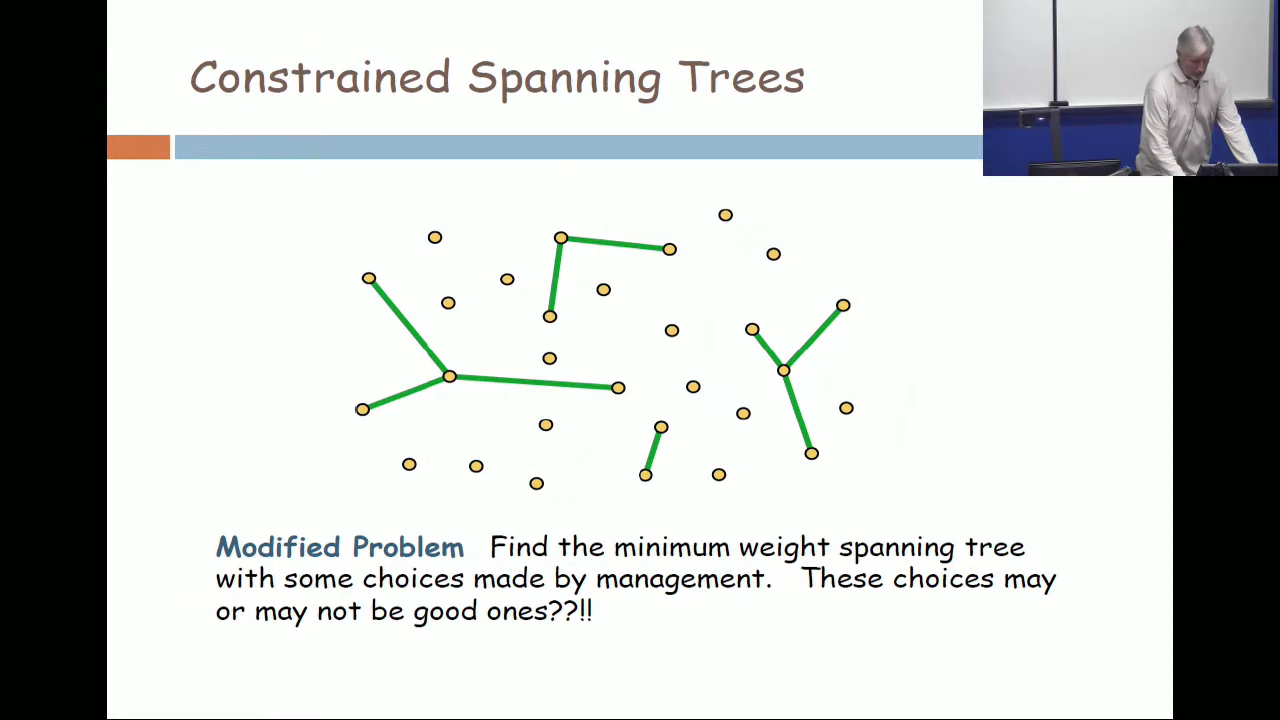 Constrained Spanning Trees
Modified Problem Find the minimum weight spanning tree
with some choices made by management. These choices may
or may not be good ones??!!